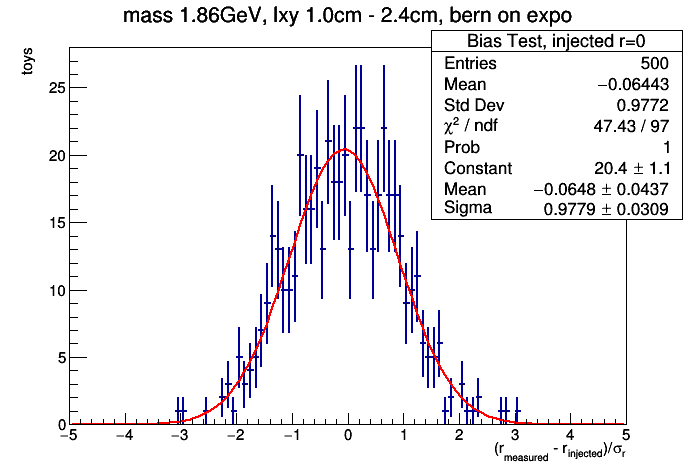 mass 1.86GeV, lxy 1.0cm - 2.4cm, bern on expo
toys
Bias Test, injected r=0
Entries 500
Mean −0.06443
Std Dev 0.9772
χ² / ndf 47.43 / 97
Prob 1
Constant 20.4 ± 1.1
Mean −0.0648 ± 0.0437
Sigma 0.9779 ± 0.0309
25
20
15
10
5
0
−5 −4 −3 −2 −1 0 1 2 3 4 5
(r_measured - r_injected)/σ_r